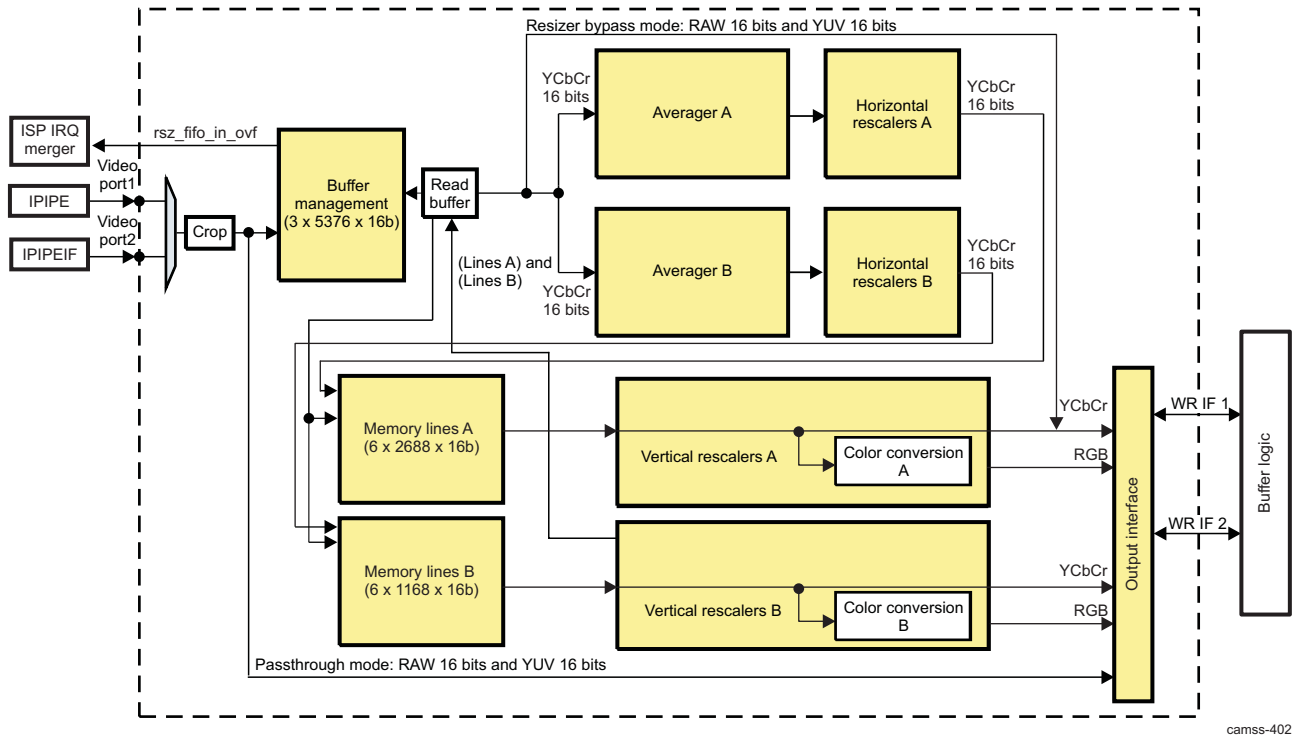 Resizer bypass mode: RAW 16 bits and YUV 16 bits
YCbCr
16 bits
Averager A
Horizontal
rescalers A
YCbCr
16 bits
ISP IRQ
merger
rsz_fifo_in_ovf
Video
port1
IPIPE
Video
port2
IPIPEIF
Crop
Buffer
management
(3 x 5376 x 16b)
Read
buffer
(Lines A) and
(Lines B)
YCbCr
16 bits
Averager B
Horizontal
rescalers B
YCbCr
16 bits
Memory lines A
(6 x 2688 x 16b)
Vertical rescalers A
Color conversion
A
YCbCr
RGB
Memory lines B
(6 x 1168 x 16b)
Vertical rescalers B
Color conversion
B
YCbCr
RGB
Output interface
WR IF 1
WR IF 2
Buffer logic
Passthrough mode: RAW 16 bits and YUV 16 bits
camss-402